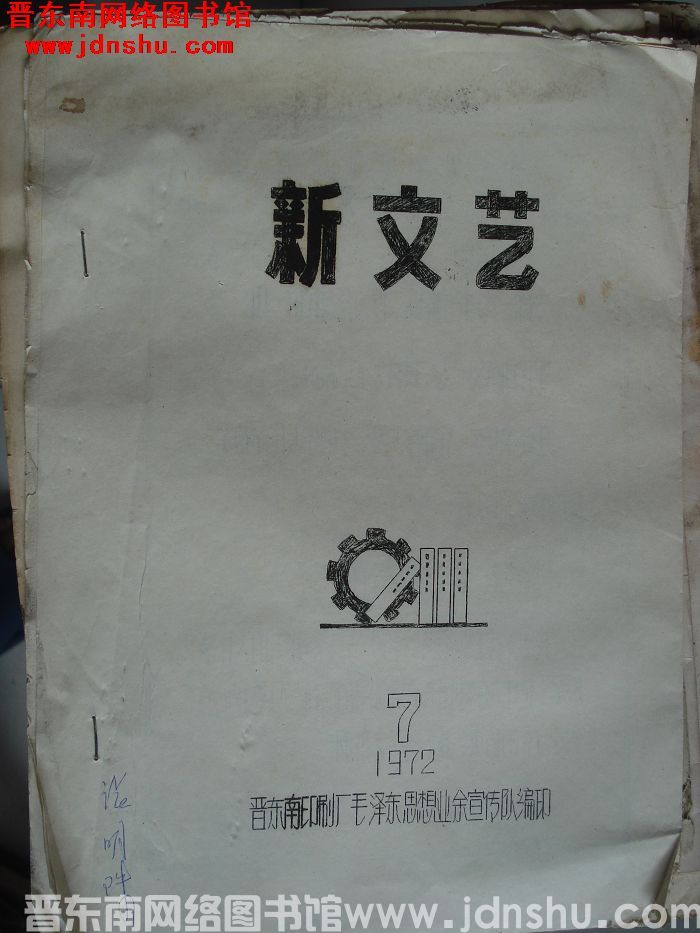 晋东南网络图书馆
www.jdnshu.com
新文艺
7
1972
晋东南印刷厂毛泽东思想业余宣传队编印
晋东南网络图书馆www.jdnshu.com